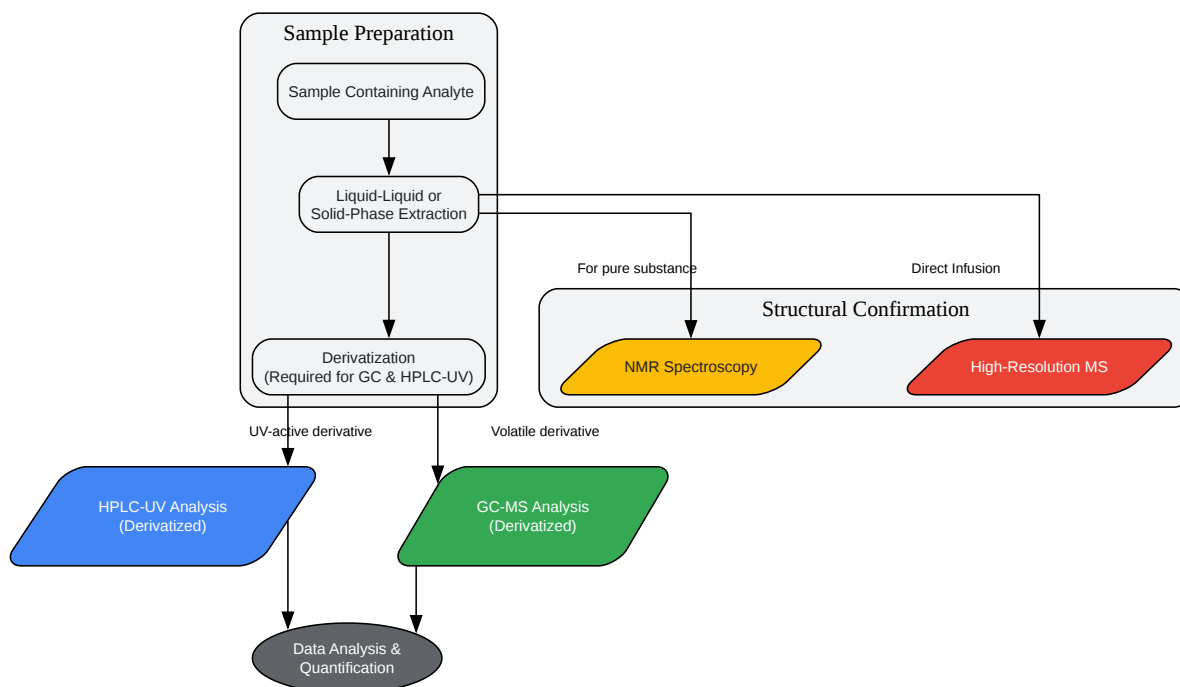 Sample Preparation
Sample Containing Analyte
Liquid-Liquid or
Solid-Phase Extraction
For pure substance
Direct Infusion
Structural Confirmation
Derivatization
(Required for GC & HPLC-UV)
NMR Spectroscopy
High-Resolution MS
UV-active derivative
Volatile derivative
HPLC-UV Analysis
(Derivatized)
GC-MS Analysis
(Derivatized)
Data Analysis &
Quantification